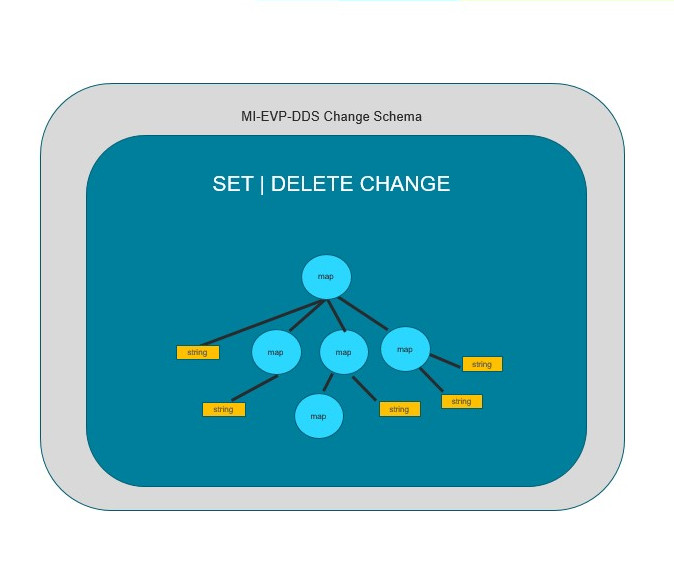 MI-EVP-DDS Change Schema
SET | DELETE CHANGE
map
string
map
map
map
string
string
map
string
string